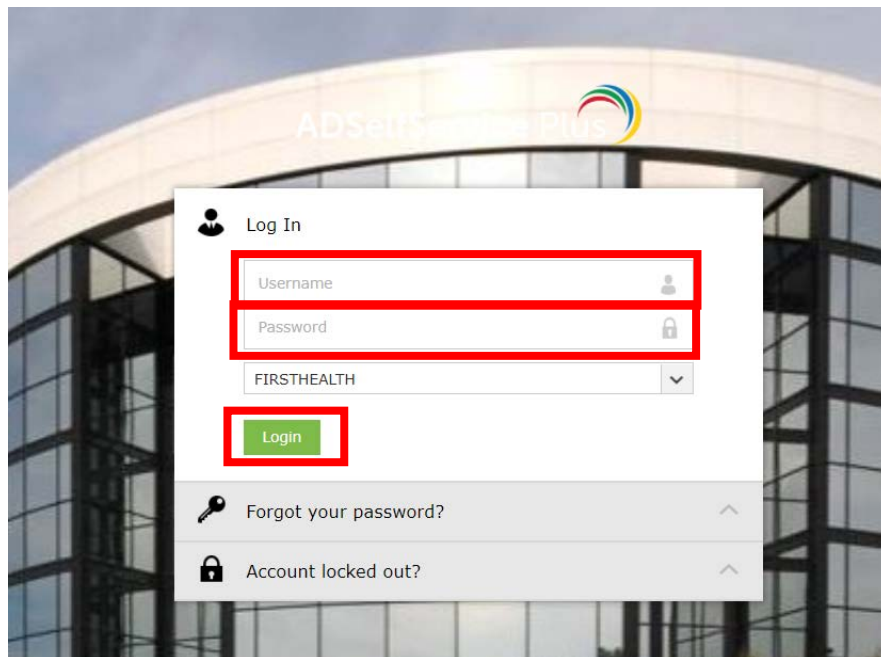 ADSelfService Plus
Log In
Username
Password
FIRSTHEALTH
Login
Forgot your password?
Account locked out?